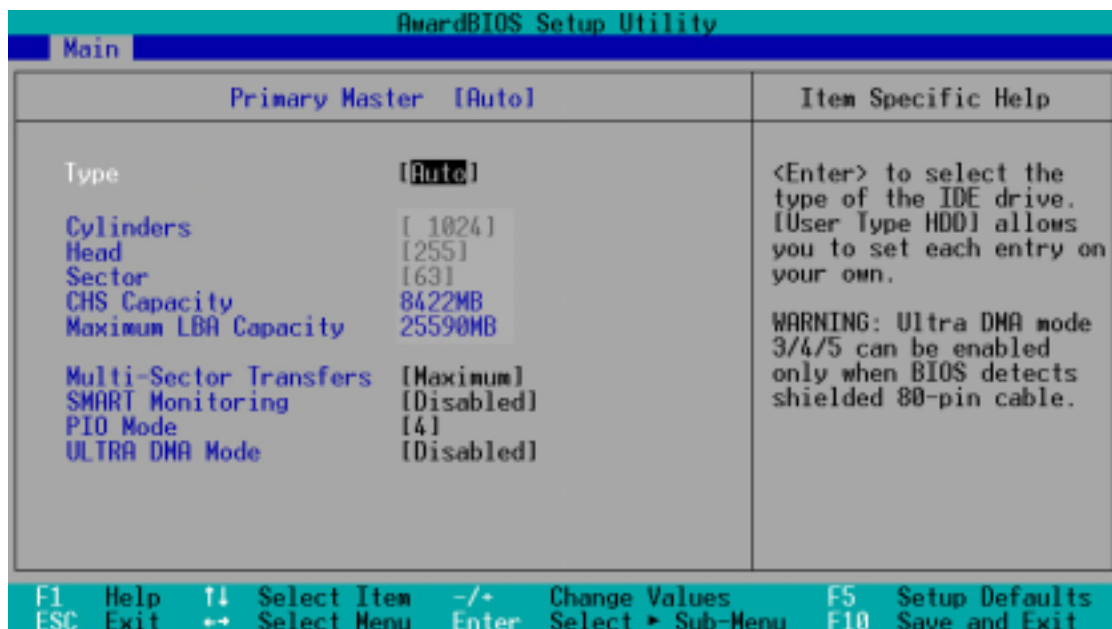 AwardBIOS Setup Utility
Main
Primary Master [Auto]
Item Specific Help
Type [Auto]
Cylinders [ 1024]
Head [255]
Sector [63]
CHS Capacity 8422MB
Maximum LBA Capacity 25590MB
Multi-Sector Transfers [Maximum]
SMART Monitoring [Disabled]
PIO Mode [4]
ULTRA DMA Mode [Disabled]
<Enter> to select the
type of the IDE drive.
[User Type HDD] allows
you to set each entry on
your own.
WARNING: Ultra DMA mode
3/4/5 can be enabled
only when BIOS detects
shielded 80-pin cable.
F1 Help ↑↓ Select Item -/+ Change Values F5 Setup Defaults
ESC Exit ←→ Select Menu Enter Select ► Sub-Menu F10 Save and Exit